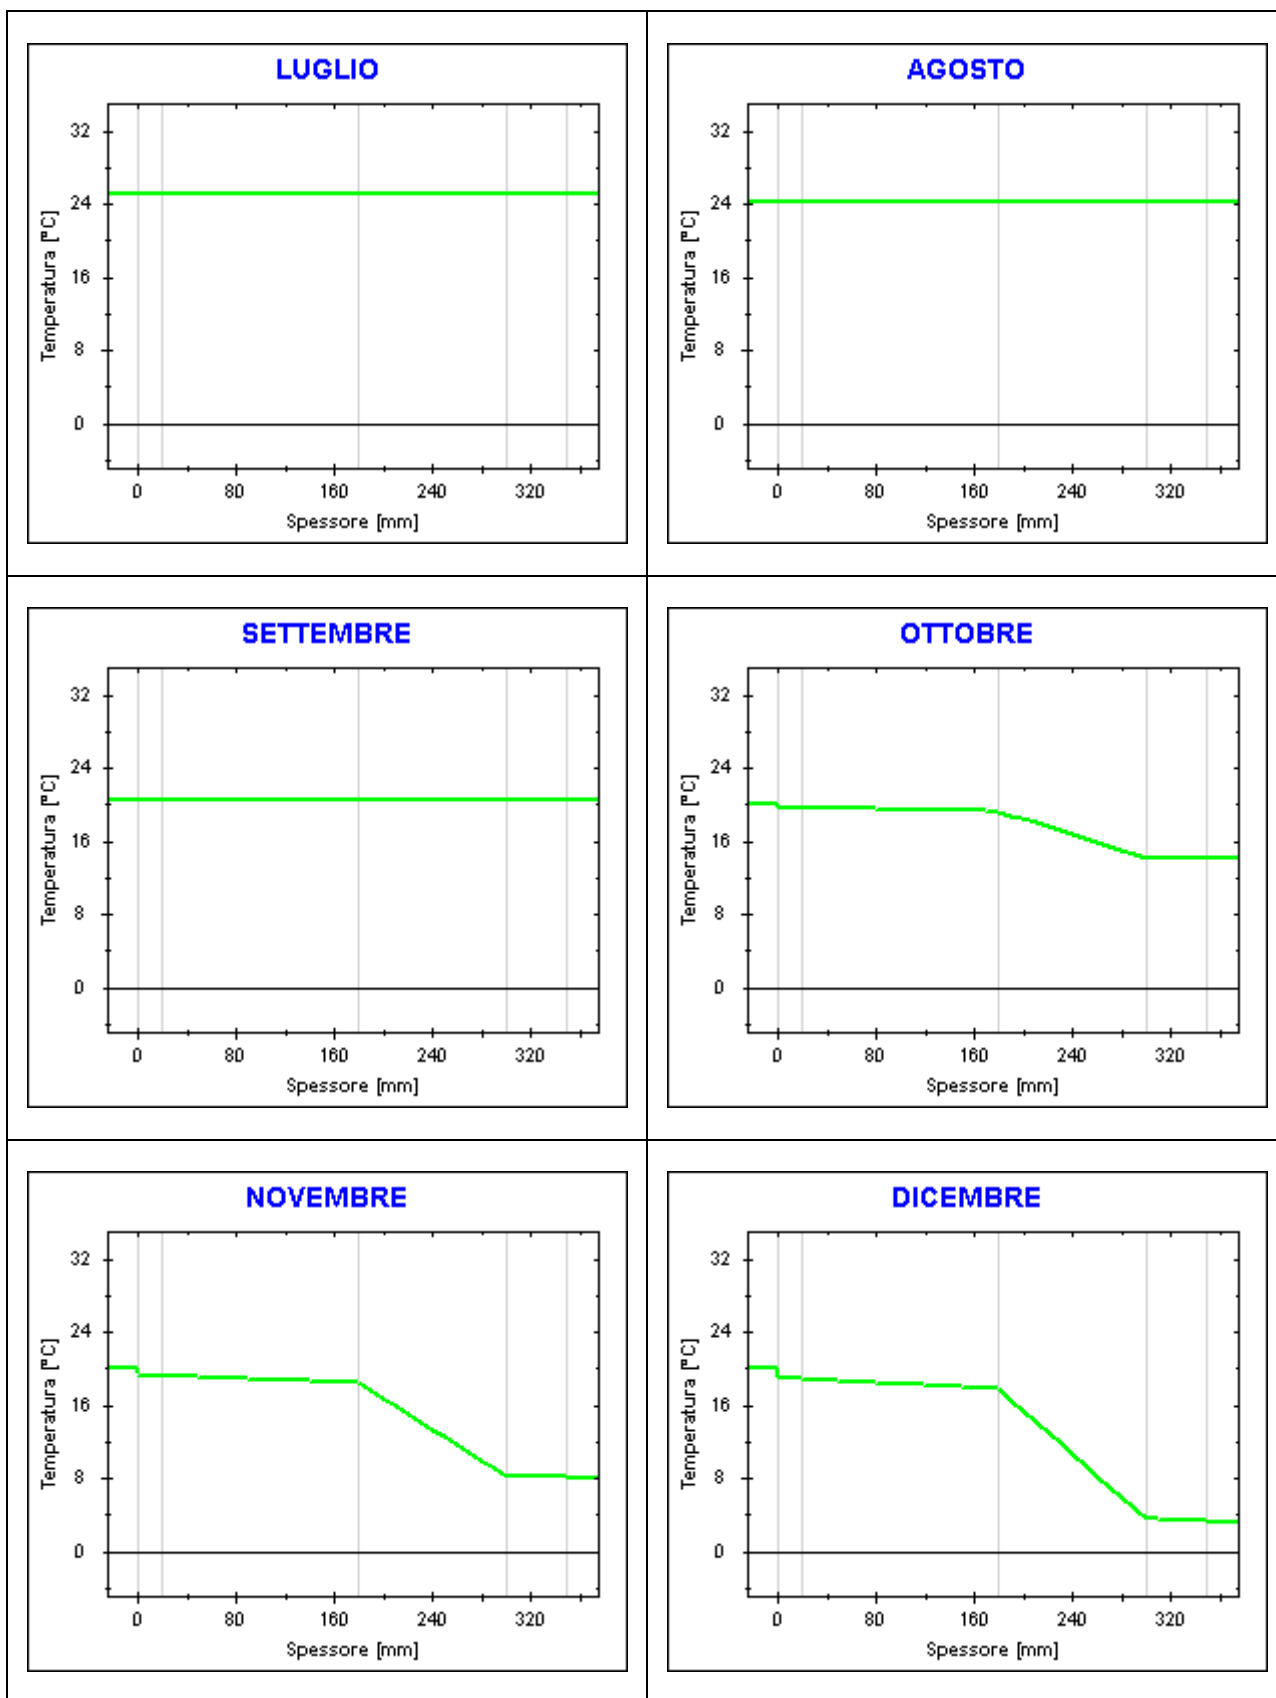 LUGLIO
32
24
16
8
0
Temperatura [°C]
0 80 160 240 320
Spessore [mm]
AGOSTO
32
24
16
8
0
Temperatura [°C]
0 80 160 240 320
Spessore [mm]
SETTEMBRE
32
24
16
8
0
Temperatura [°C]
0 80 160 240 320
Spessore [mm]
OTTOBRE
32
24
16
8
0
Temperatura [°C]
0 80 160 240 320
Spessore [mm]
NOVEMBRE
32
24
16
8
0
Temperatura [°C]
0 80 160 240 320
Spessore [mm]
DICEMBRE
32
24
16
8
0
Temperatura [°C]
0 80 160 240 320
Spessore [mm]